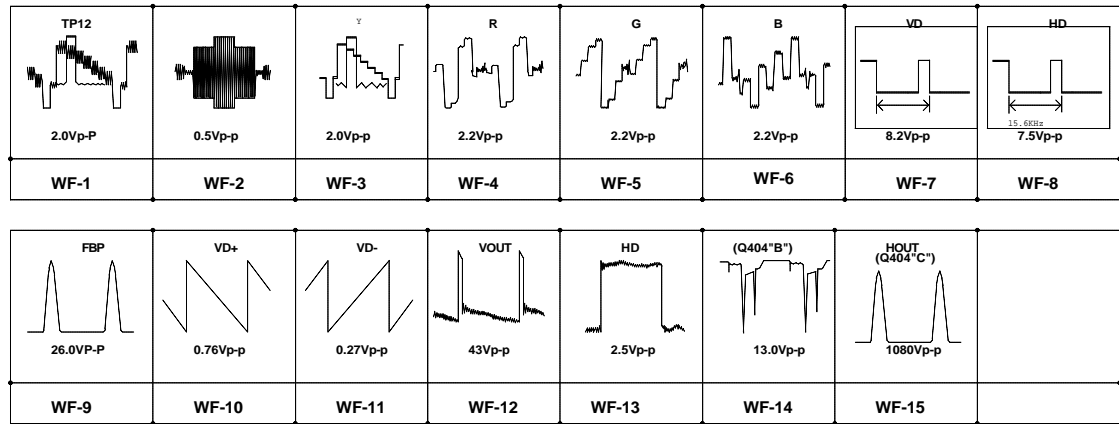 TP12 Y R G B VD HD
15.6KHz
2.0Vp-P 0.5Vp-p 2.0Vp-p 2.2Vp-p 2.2Vp-p 2.2Vp-p 8.2Vp-p 7.5Vp-p
WF-1 WF-2 WF-3 WF-4 WF-5 WF-6 WF-7 WF-8
FBP VD+ VD- VOUT HD (Q404"B") HOUT
(Q404"C")
26.0VP-P 0.76Vp-p 0.27Vp-p 43Vp-p 2.5Vp-p 13.0Vp-p 1080Vp-p
WF-9 WF-10 WF-11 WF-12 WF-13 WF-14 WF-15